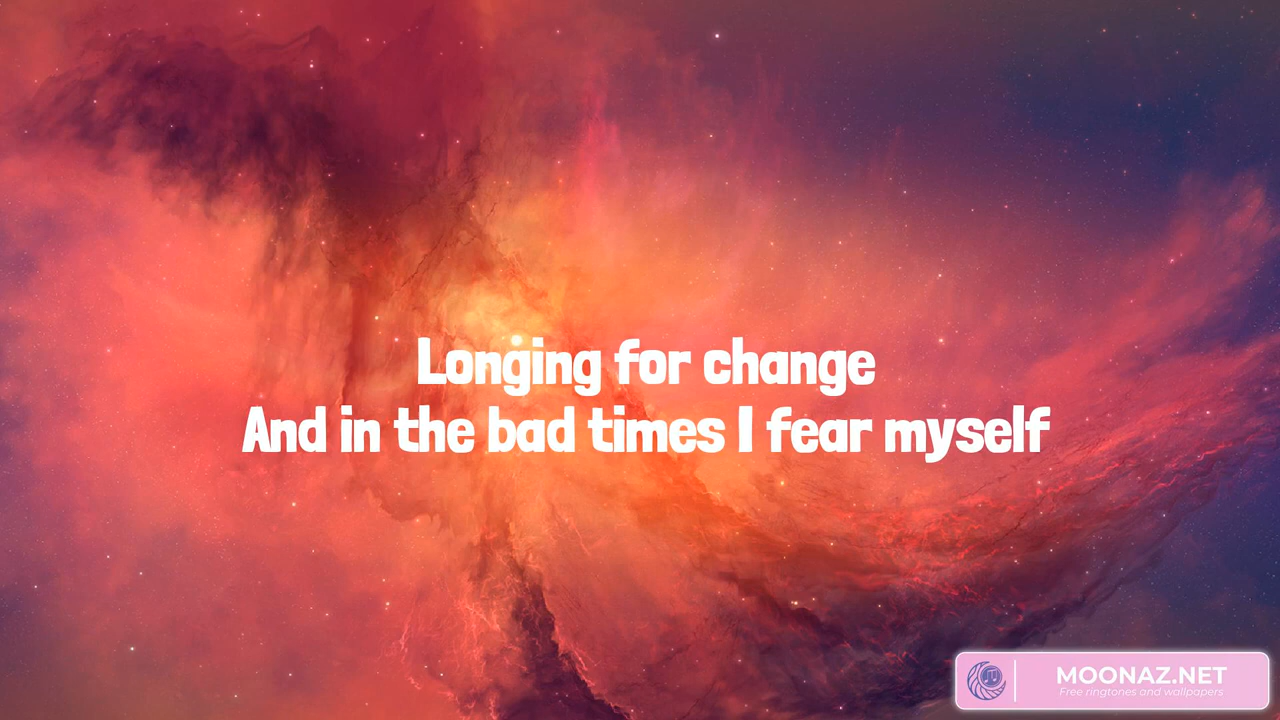 Longing for change
And in the bad times I fear myself
MOONAZ.NET
Free ringtones and wallpapers